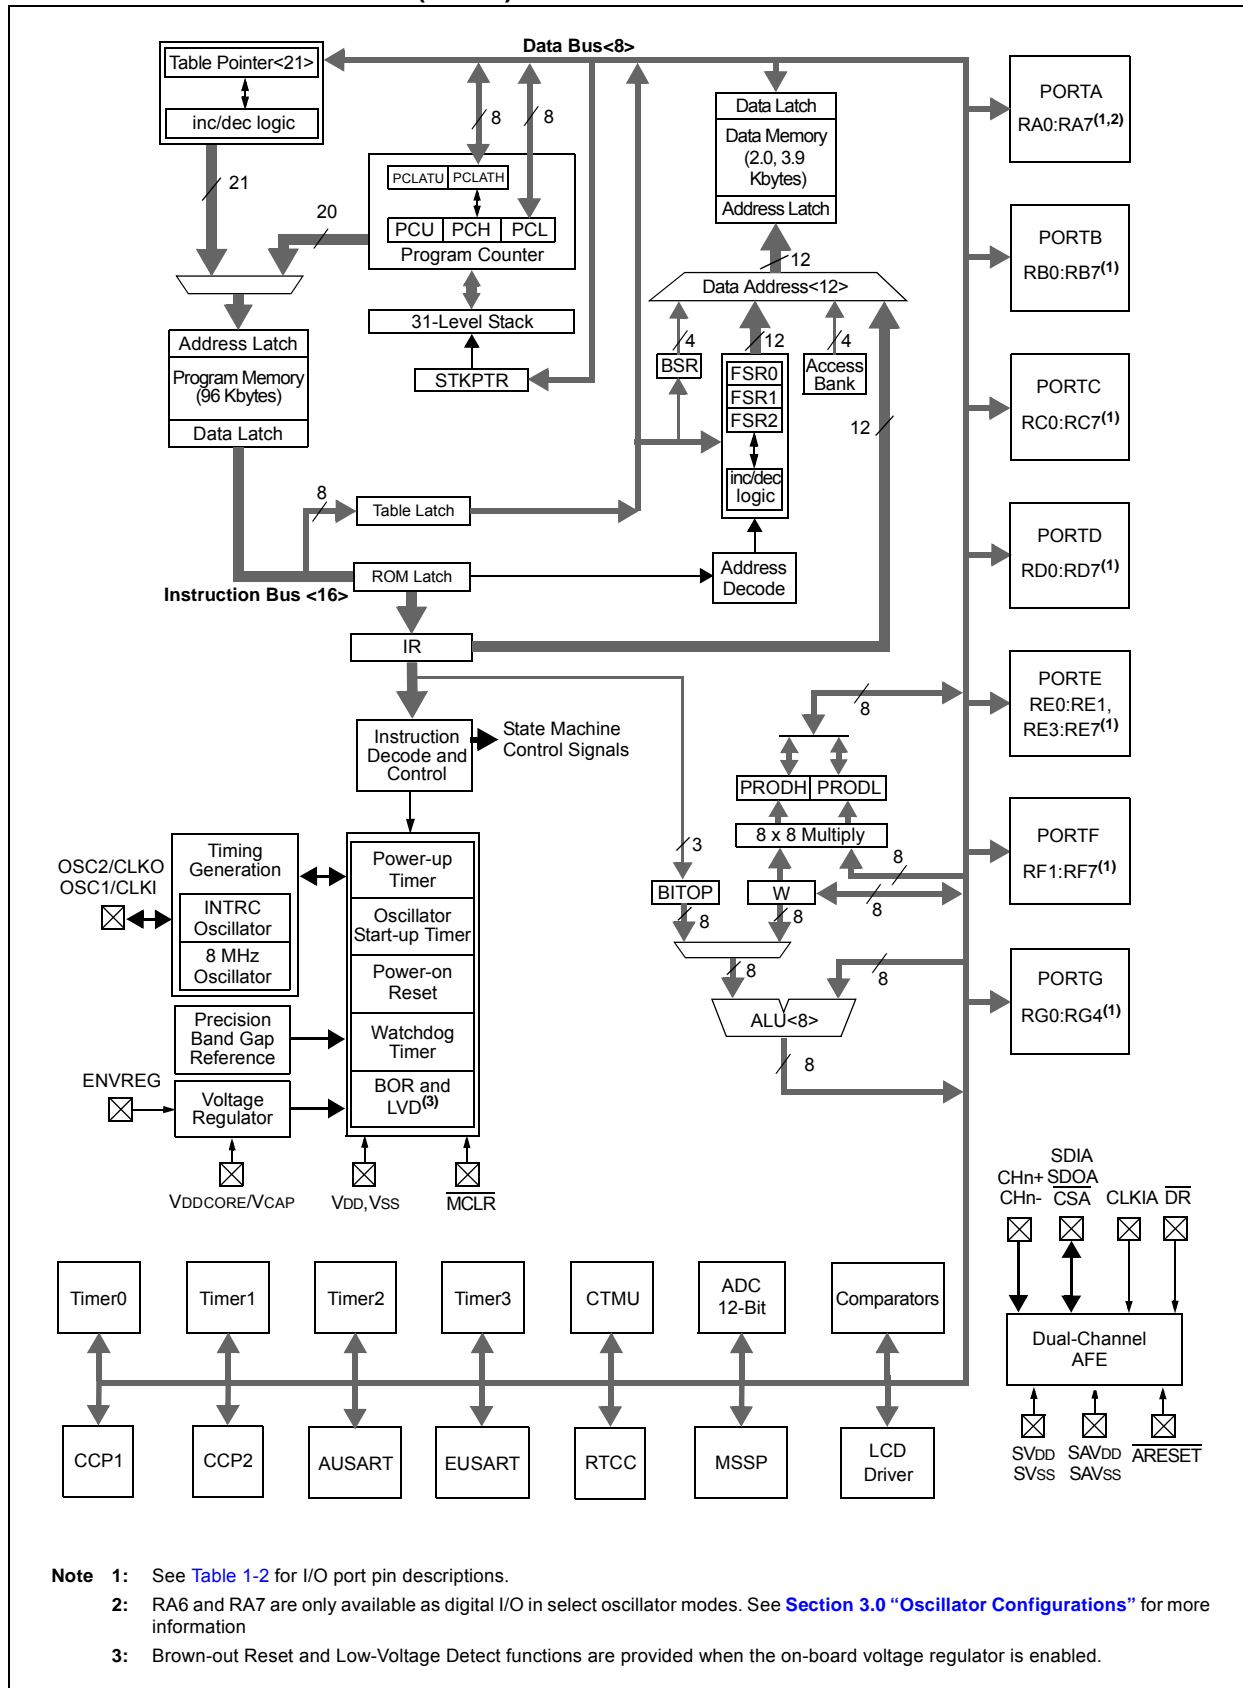 Data Bus<8>
Table Pointer<21>
inc/dec logic
21
8
8
PCLATU PCLATH
20
PCU PCH PCL
Program Counter
31-Level Stack
STKPTR
Data Latch
Data Memory
(2.0, 3.9
Kbytes)
Address Latch
12
Data Address<12>
4
12
4
BSR
FSR0
FSR1
FSR2
Access
Bank
12
inc/dec
logic
Address Latch
Program Memory
(96 Kbytes)
Data Latch
8
Table Latch
ROM Latch
Instruction Bus <16>
Address
Decode
IR
Instruction
Decode and
Control
State Machine
Control Signals
8
PRODH PRODL
8 x 8 Multiply
3
8
BITOP
W
8
8
8
8
8
ALU<8>
8
OSC2/CLKO
OSC1/CLKI
Timing
Generation
INTRC
Oscillator
8 MHz
Oscillator
Power-up
Timer
Oscillator
Start-up Timer
Power-on
Reset
Watchdog
Timer
BOR and
LVD(3)
Precision
Band Gap
Reference
ENVREG
Voltage
Regulator
VDDCORE/VCAP
VDD, VSS
MCLR
PORTA
RA0:RA7(1,2)
PORTB
RB0:RB7(1)
PORTC
RC0:RC7(1)
PORTD
RD0:RD7(1)
PORTE
RE0:RE1,
RE3:RE7(1)
PORTF
RF1:RF7(1)
PORTG
RG0:RG4(1)
CHn+
CHn-
SDIA
SDOA
CSA
CLKIA
DR
Dual-Channel
AFE
SVDD
SVSS
SAVDD
SAVSS
ARESET
Timer0
Timer1
Timer2
Timer3
CTMU
ADC
12-Bit
Comparators
CCP1
CCP2
AUSART
EUSART
RTCC
MSSP
LCD
Driver
Note 1: See Table 1-2 for I/O port pin descriptions.
2: RA6 and RA7 are only available as digital I/O in select oscillator modes. See Section 3.0 “Oscillator Configurations” for more
information
3: Brown-out Reset and Low-Voltage Detect functions are provided when the on-board voltage regulator is enabled.